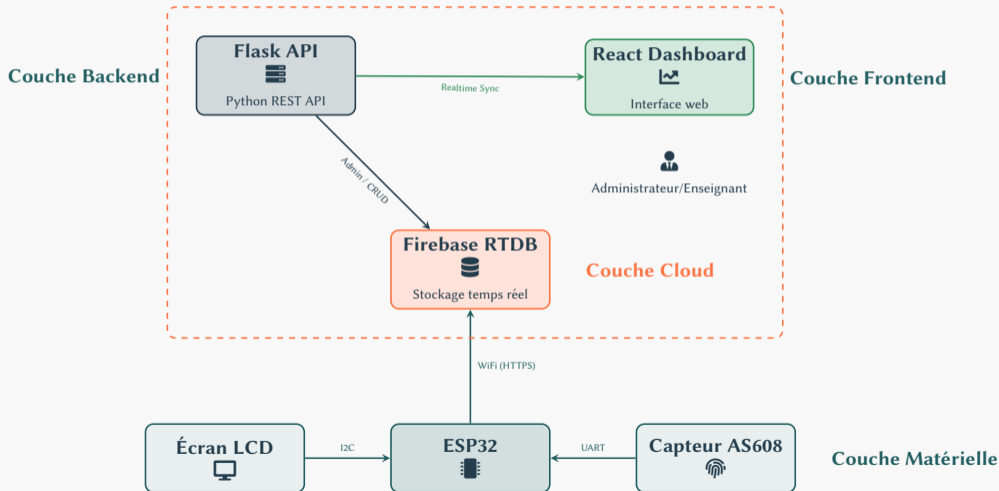 Flask API
Python REST API
Couche Backend
Realtime Sync
React Dashboard
Interface web
Couche Frontend
Administrateur/Enseignant
Admin / CRUD
Firebase RTDB
Stockage temps réel
Couche Cloud
WiFi (HTTPS)
Écran LCD
I2C
ESP32
UART
Capteur AS608
Couche Matérielle